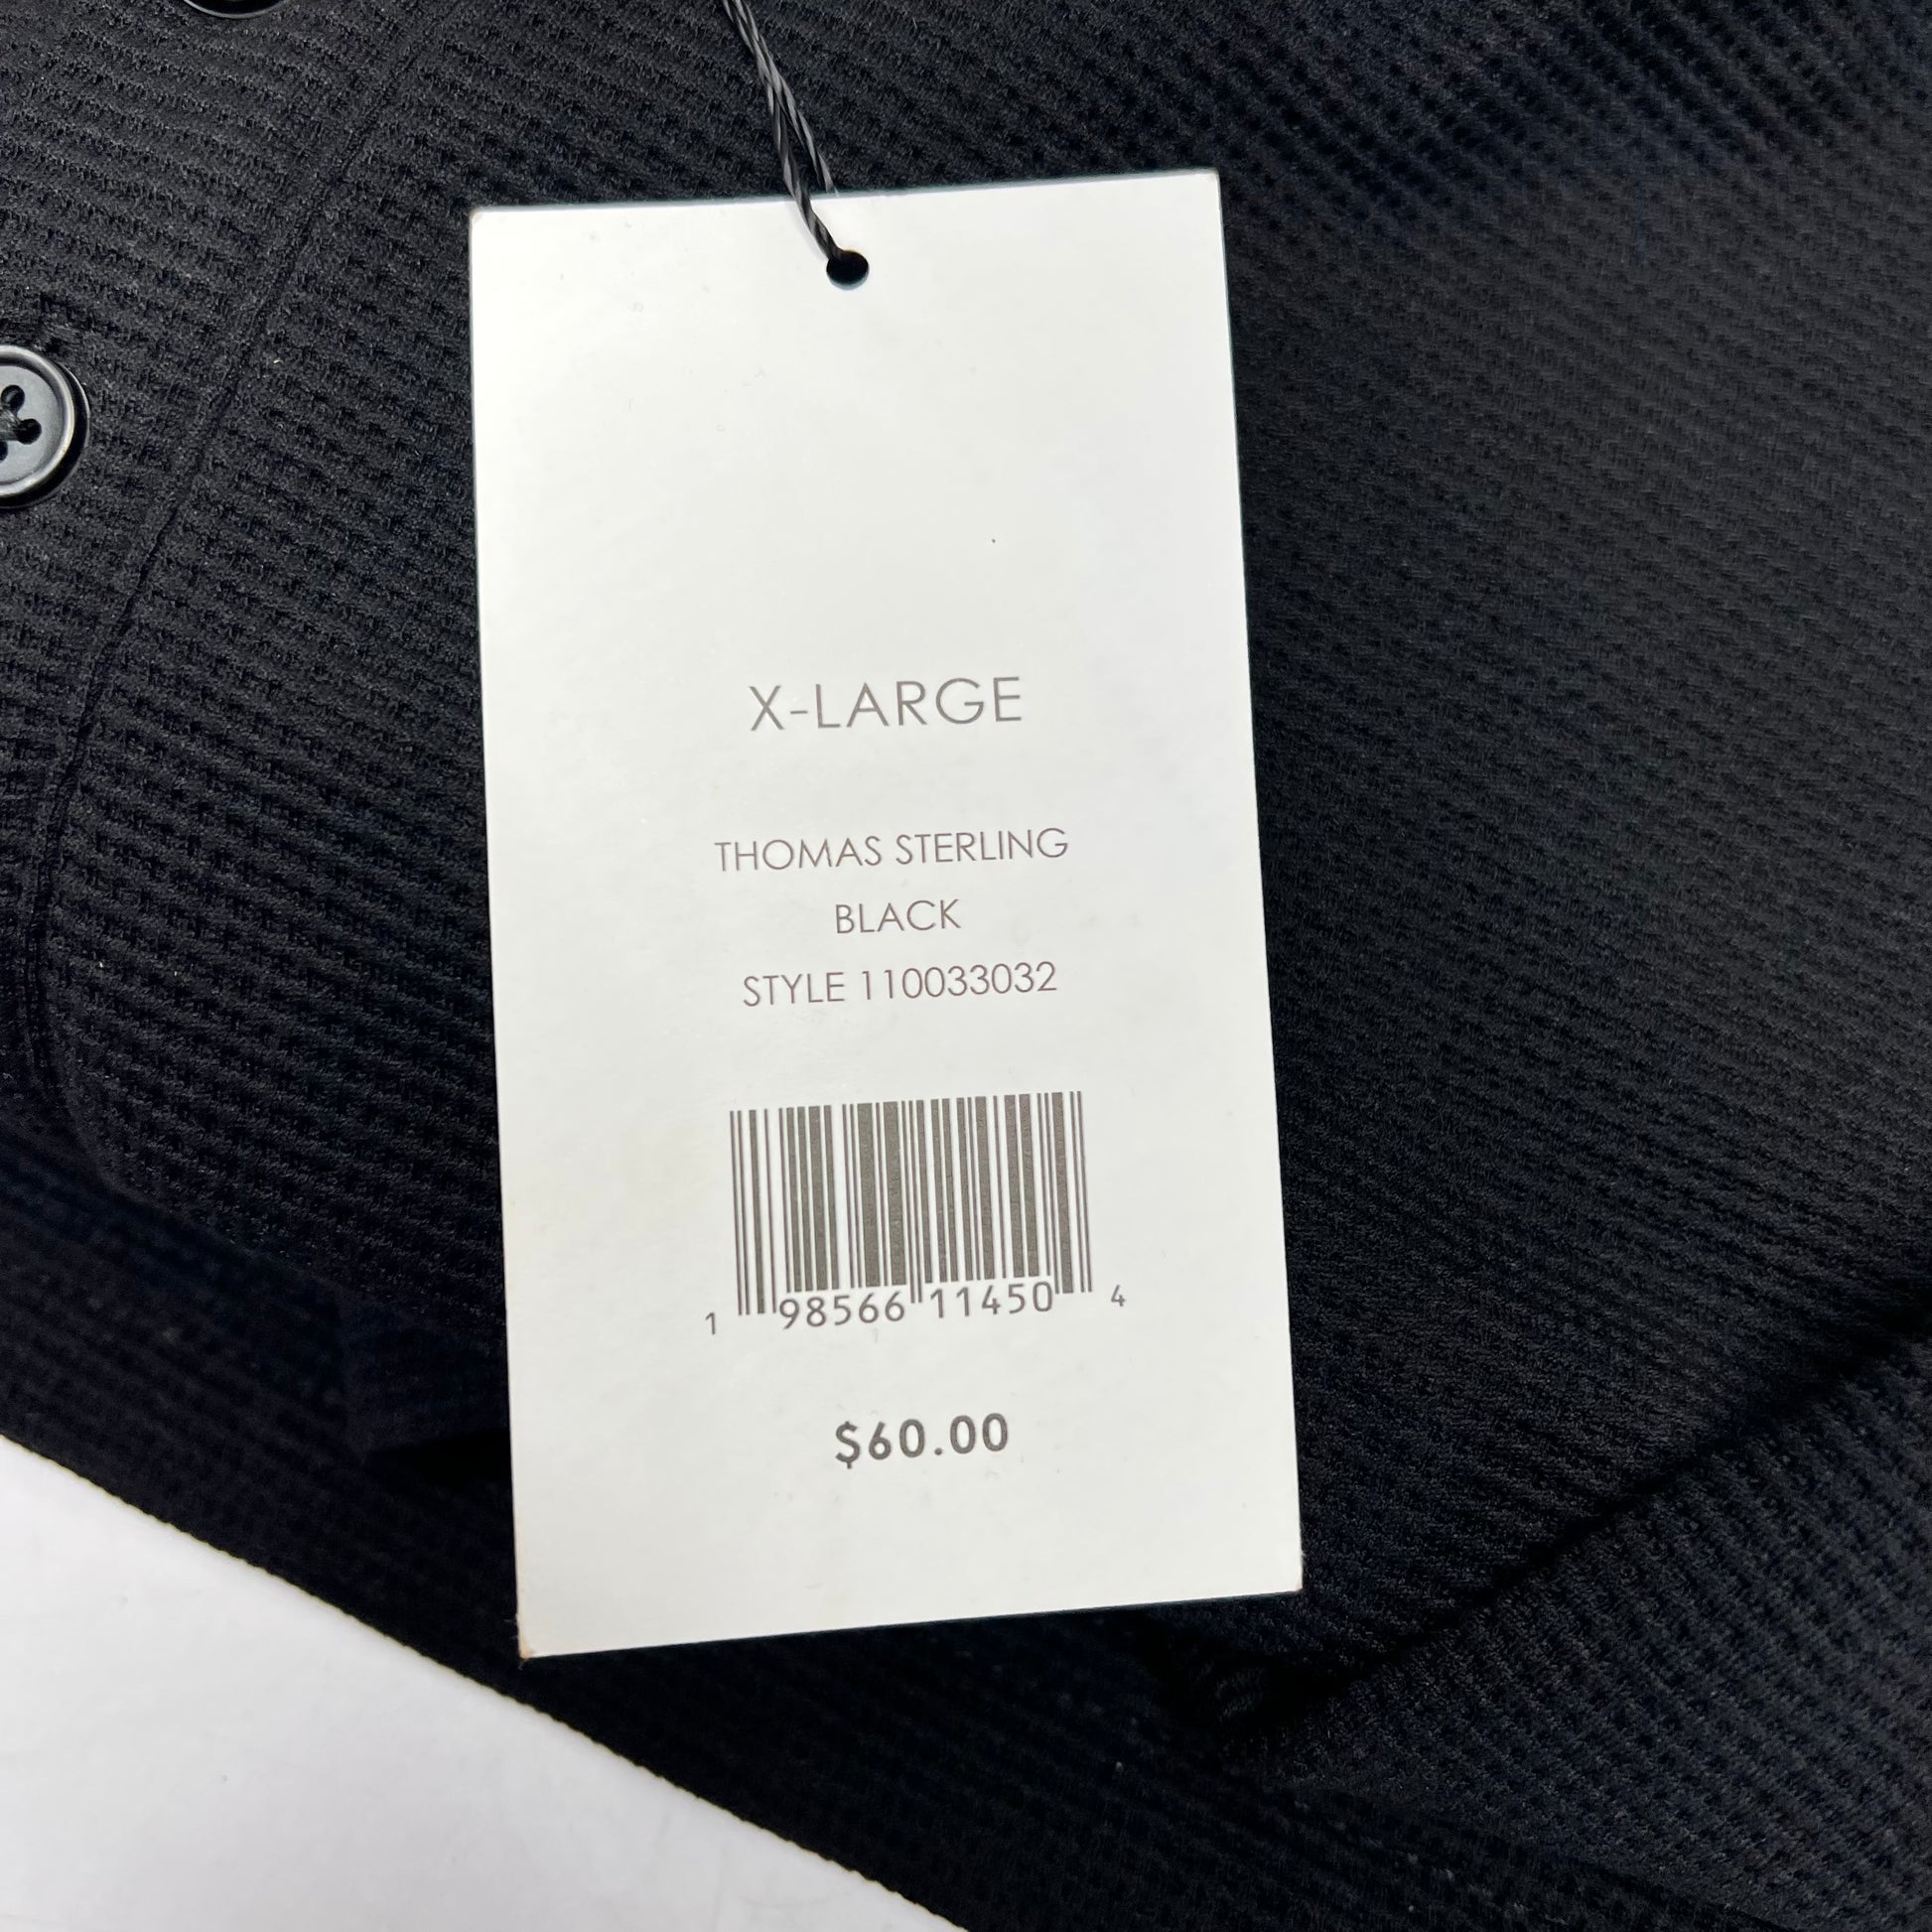 X-LARGE
THOMAS STERLING
BLACK
STYLE 110033032
1 98566 11450 4
$60.00